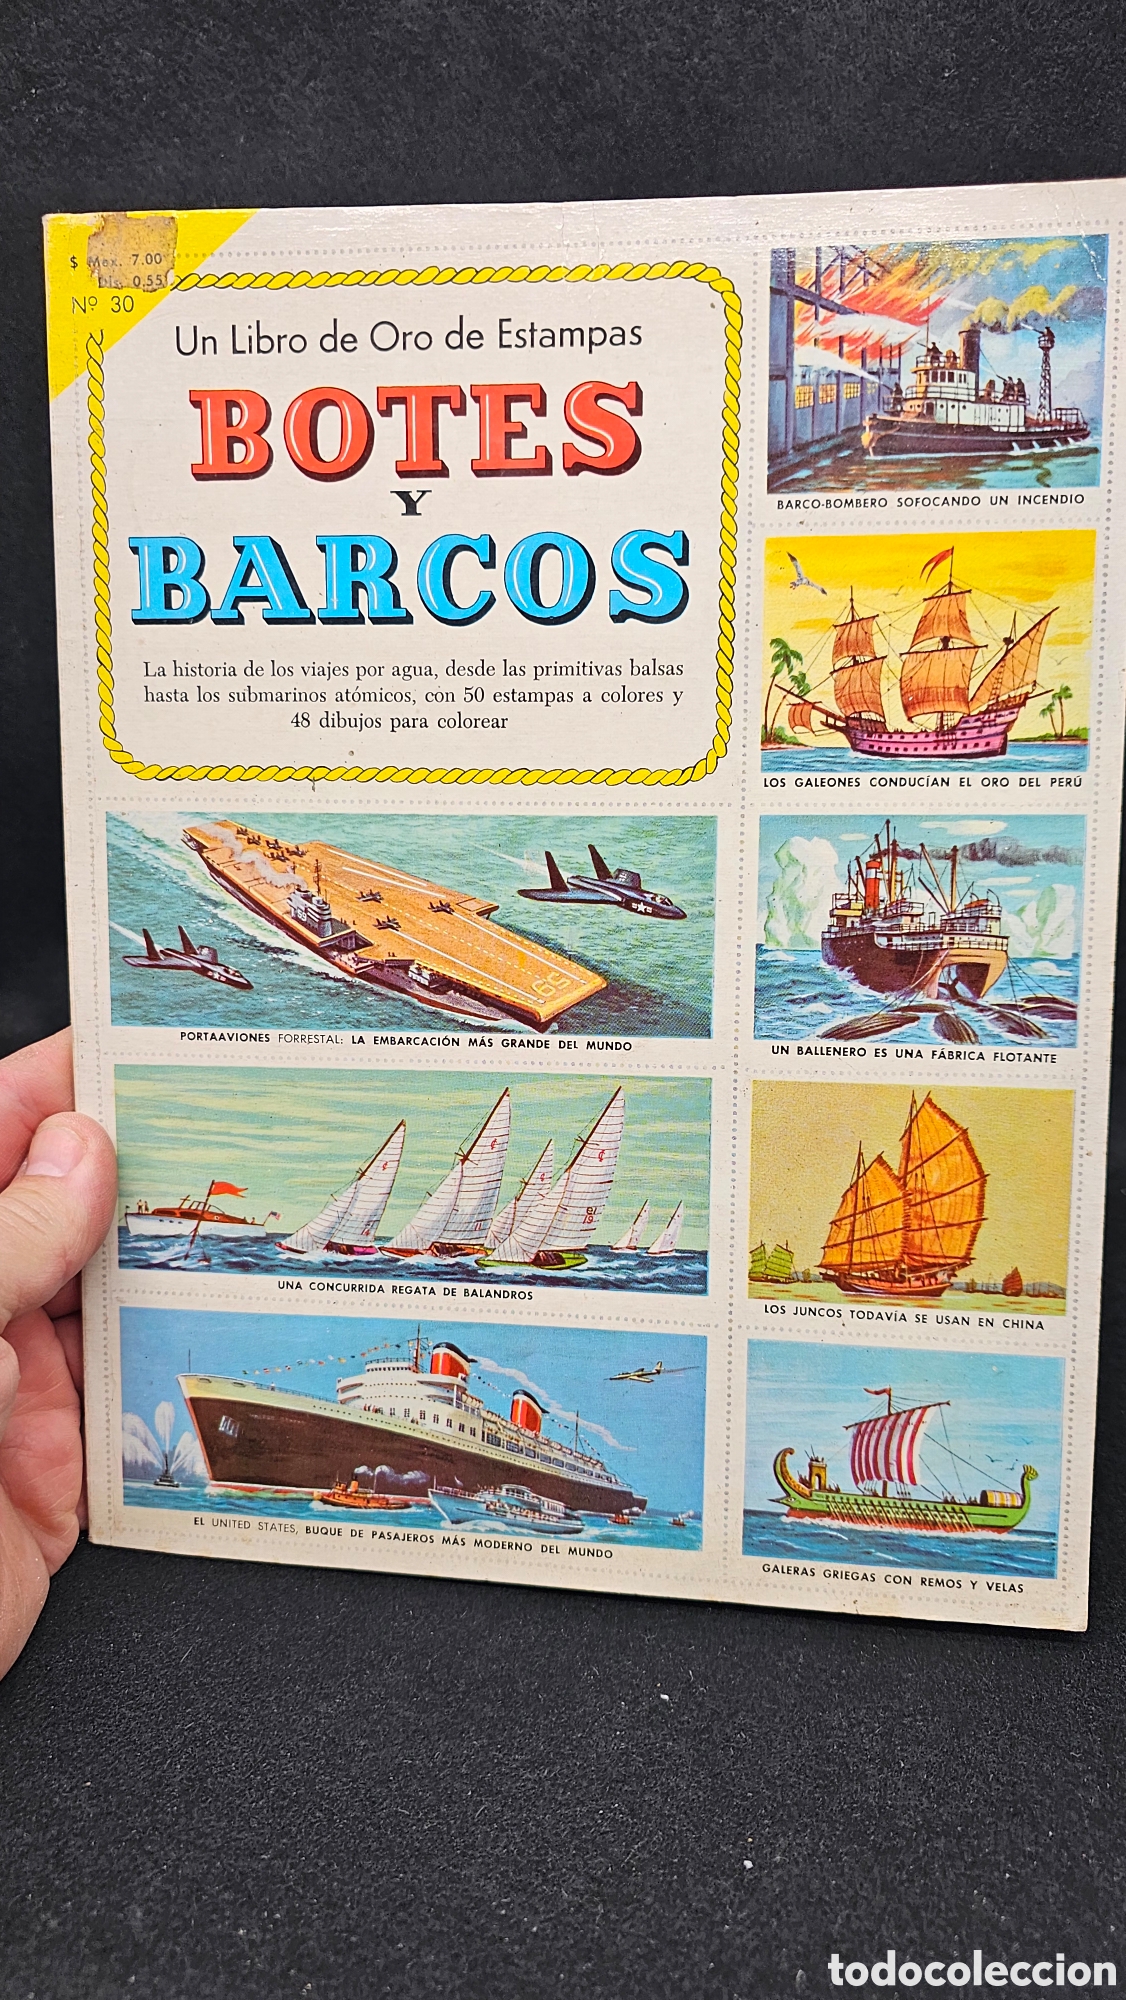 $ Mex. 7.00
Dls. 0.55
Nº 30
Un Libro de Oro de Estampas
BOTES
Y
BARCOS
La historia de los viajes por agua, desde las primitivas balsas
hasta los submarinos atómicos, con 50 estampas a colores y
48 dibujos para colorear
BARCO-BOMBERO SOFOCANDO UN INCENDIO
LOS GALEONES CONDUCÍAN EL ORO DEL PERÚ
59
PORTAAVIONES FORRESTAL: LA EMBARCACIÓN MÁS GRANDE DEL MUNDO
UN BALLENERO ES UNA FÁBRICA FLOTANTE
UNA CONCURRIDA REGATA DE BALANDROS
LOS JUNCOS TODAVÍA SE USAN EN CHINA
EL UNITED STATES, BUQUE DE PASAJEROS MÁS MODERNO DEL MUNDO
GALERAS GRIEGAS CON REMOS Y VELAS
todocoleccion